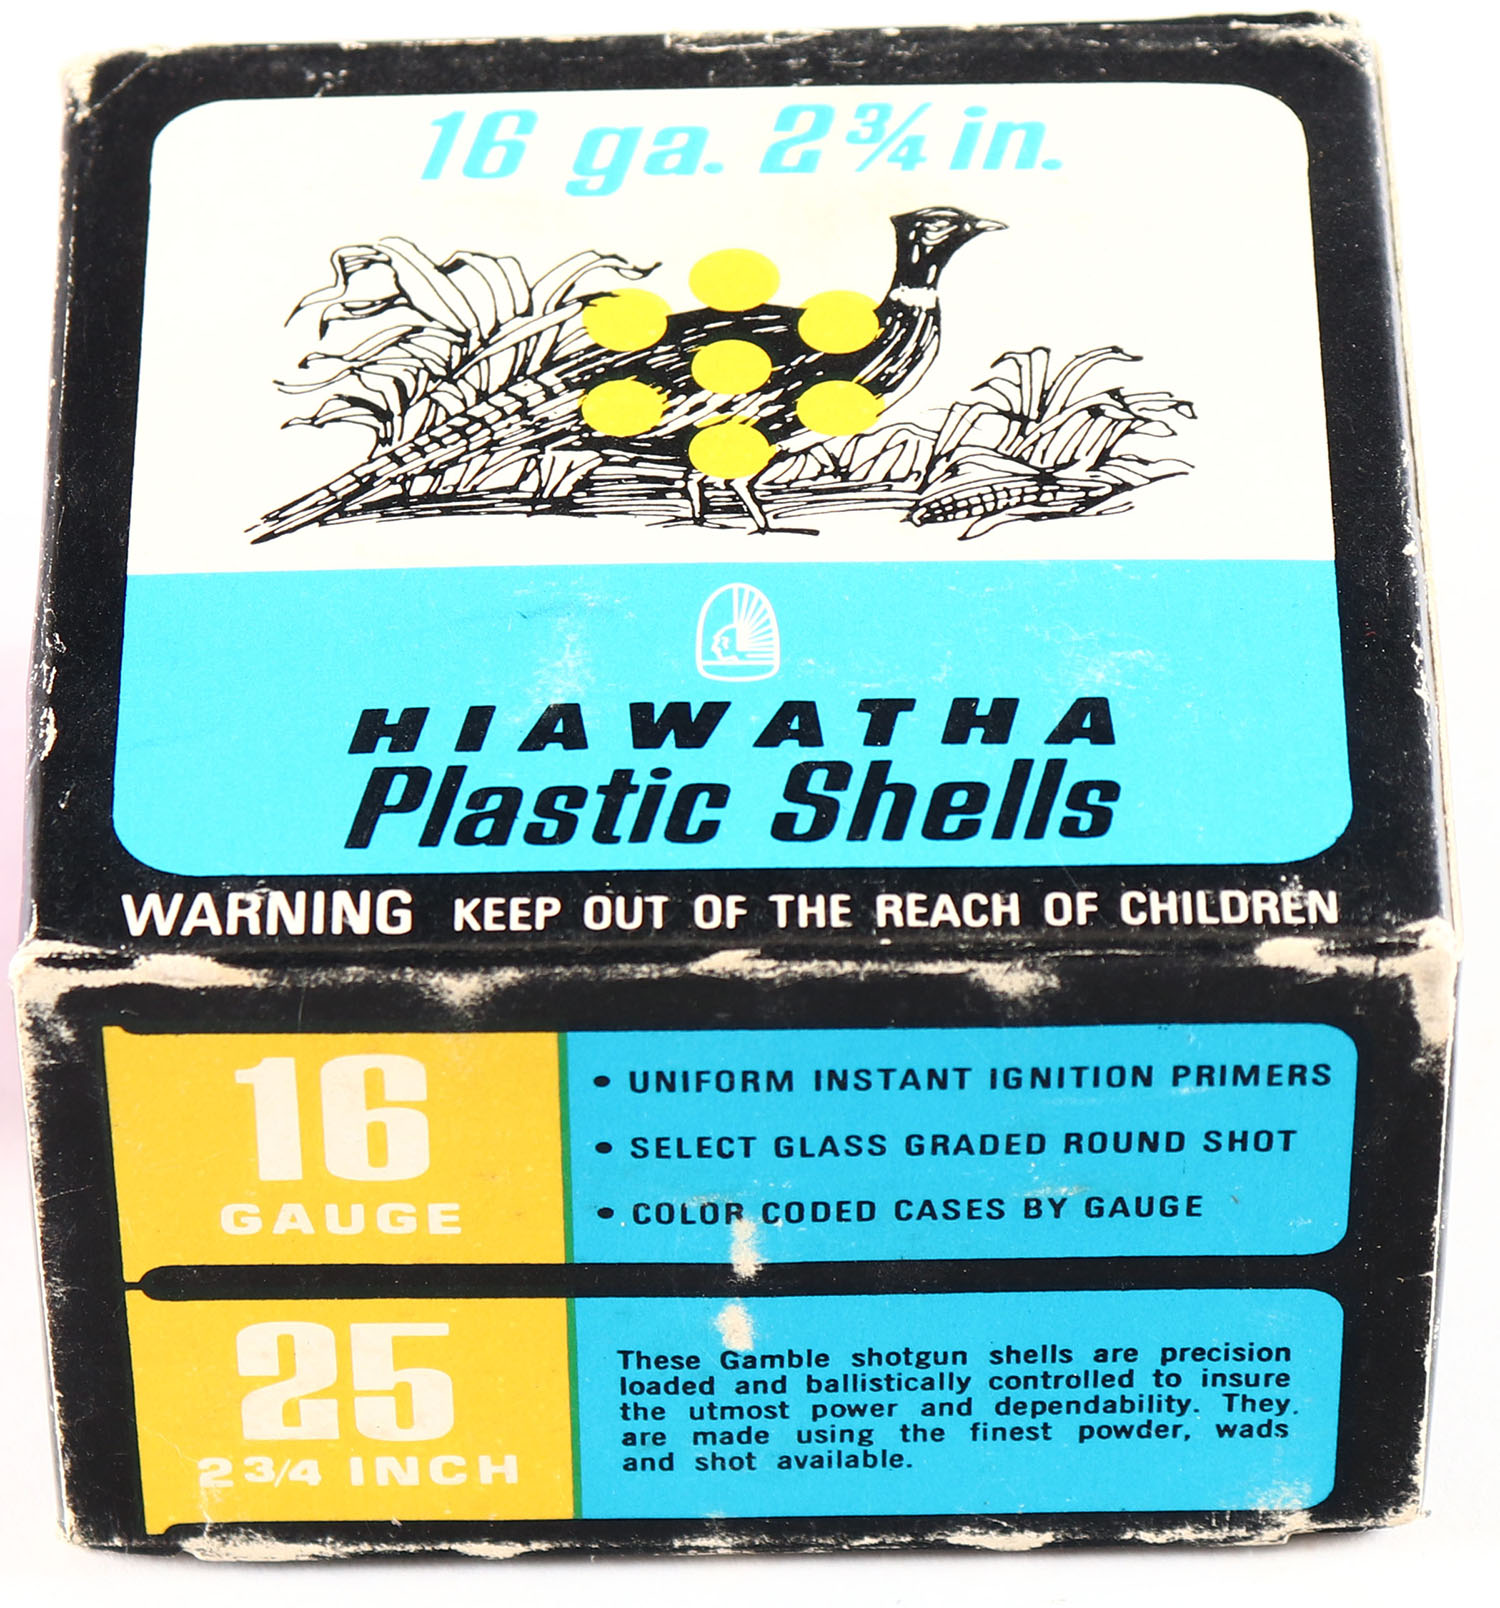 16 ga. 2¾ in.
HIAWATHA
Plastic Shells
WARNING KEEP OUT OF THE REACH OF CHILDREN
16
GAUGE
• UNIFORM INSTANT IGNITION PRIMERS
• SELECT GLASS GRADED ROUND SHOT
• COLOR CODED CASES BY GAUGE
25
2 3/4 INCH
These Gamble shotgun shells are precision
loaded and ballistically controlled to insure
the utmost power and dependability. They
are made using the finest powder, wads
and shot available.